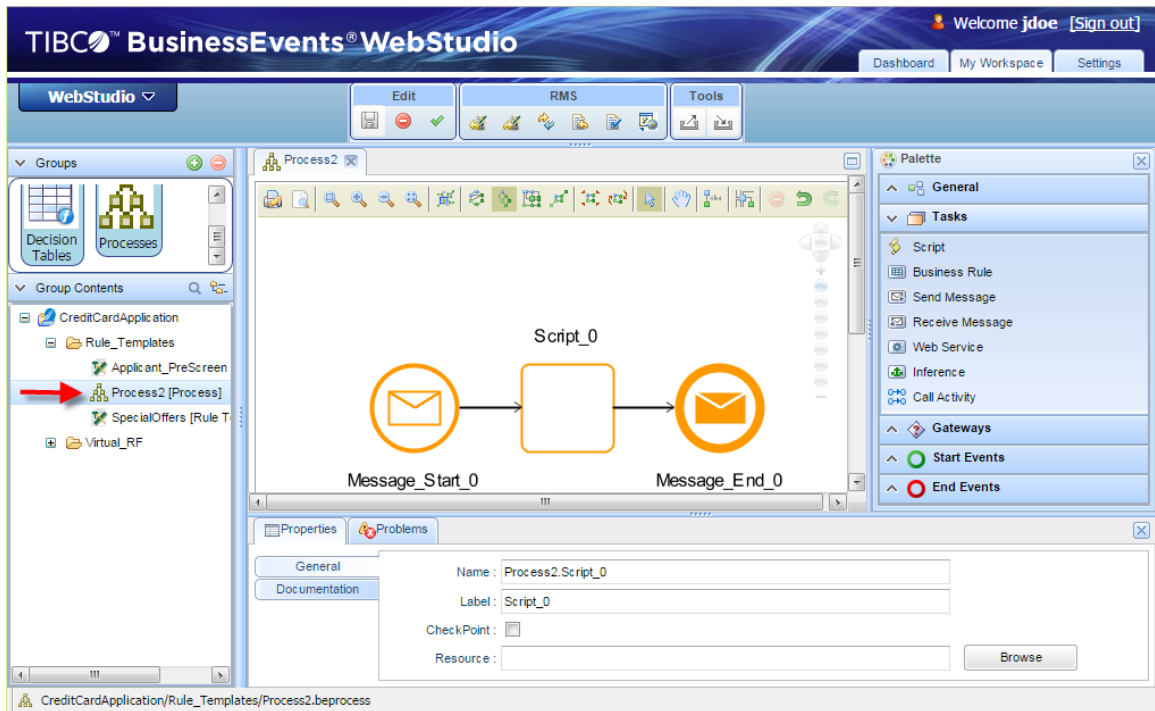 Welcome jdoe [Sign out]
TIBCO™ BusinessEvents® WebStudio
Dashboard My Workspace Settings
WebStudio
Edit RMS Tools
Groups
Decision Tables
Processes
Group Contents
CreditCardApplication
Rule_Templates
Applicant_PreScreen
Process2 [Process]
SpecialOffers [Rule T
Virtual_RF
Process2
Script_0
Message_Start_0
Message_End_0
Palette
General
Tasks
Script
Business Rule
Send Message
Receive Message
Web Service
Inference
Call Activity
Gateways
Start Events
End Events
Properties Problems
General
Documentation
Name : Process2.Script_0
Label : Script_0
CheckPoint :
Resource : Browse
CreditCardApplication/Rule_Templates/Process2.beprocess